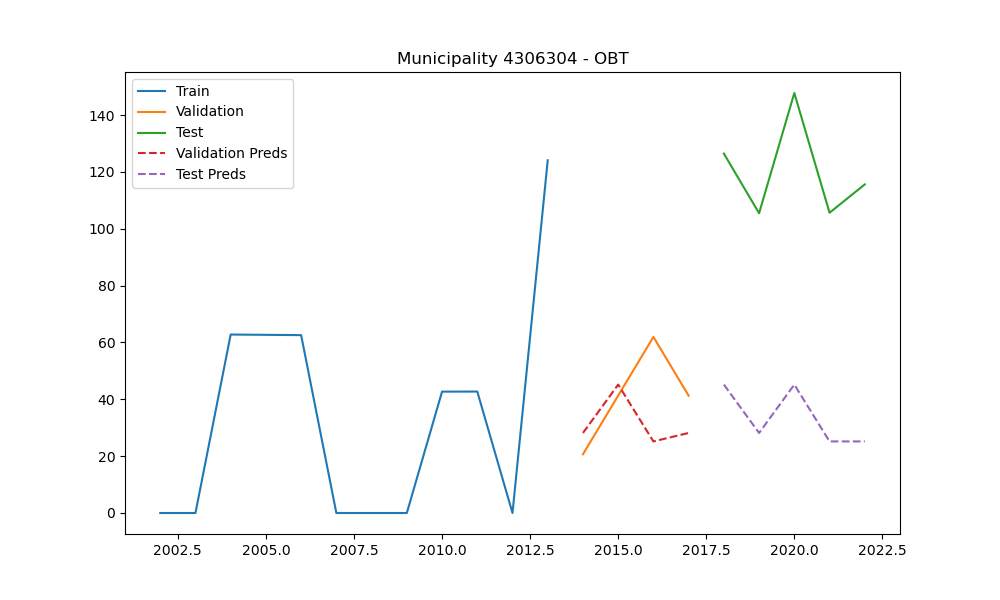 Municipality 4306304 - OBT
Train
Validation
Test
Validation Preds
Test Preds
140
120
100
80
60
40
20
0
2002.5 2005.0 2007.5 2010.0 2012.5 2015.0 2017.5 2020.0 2022.5